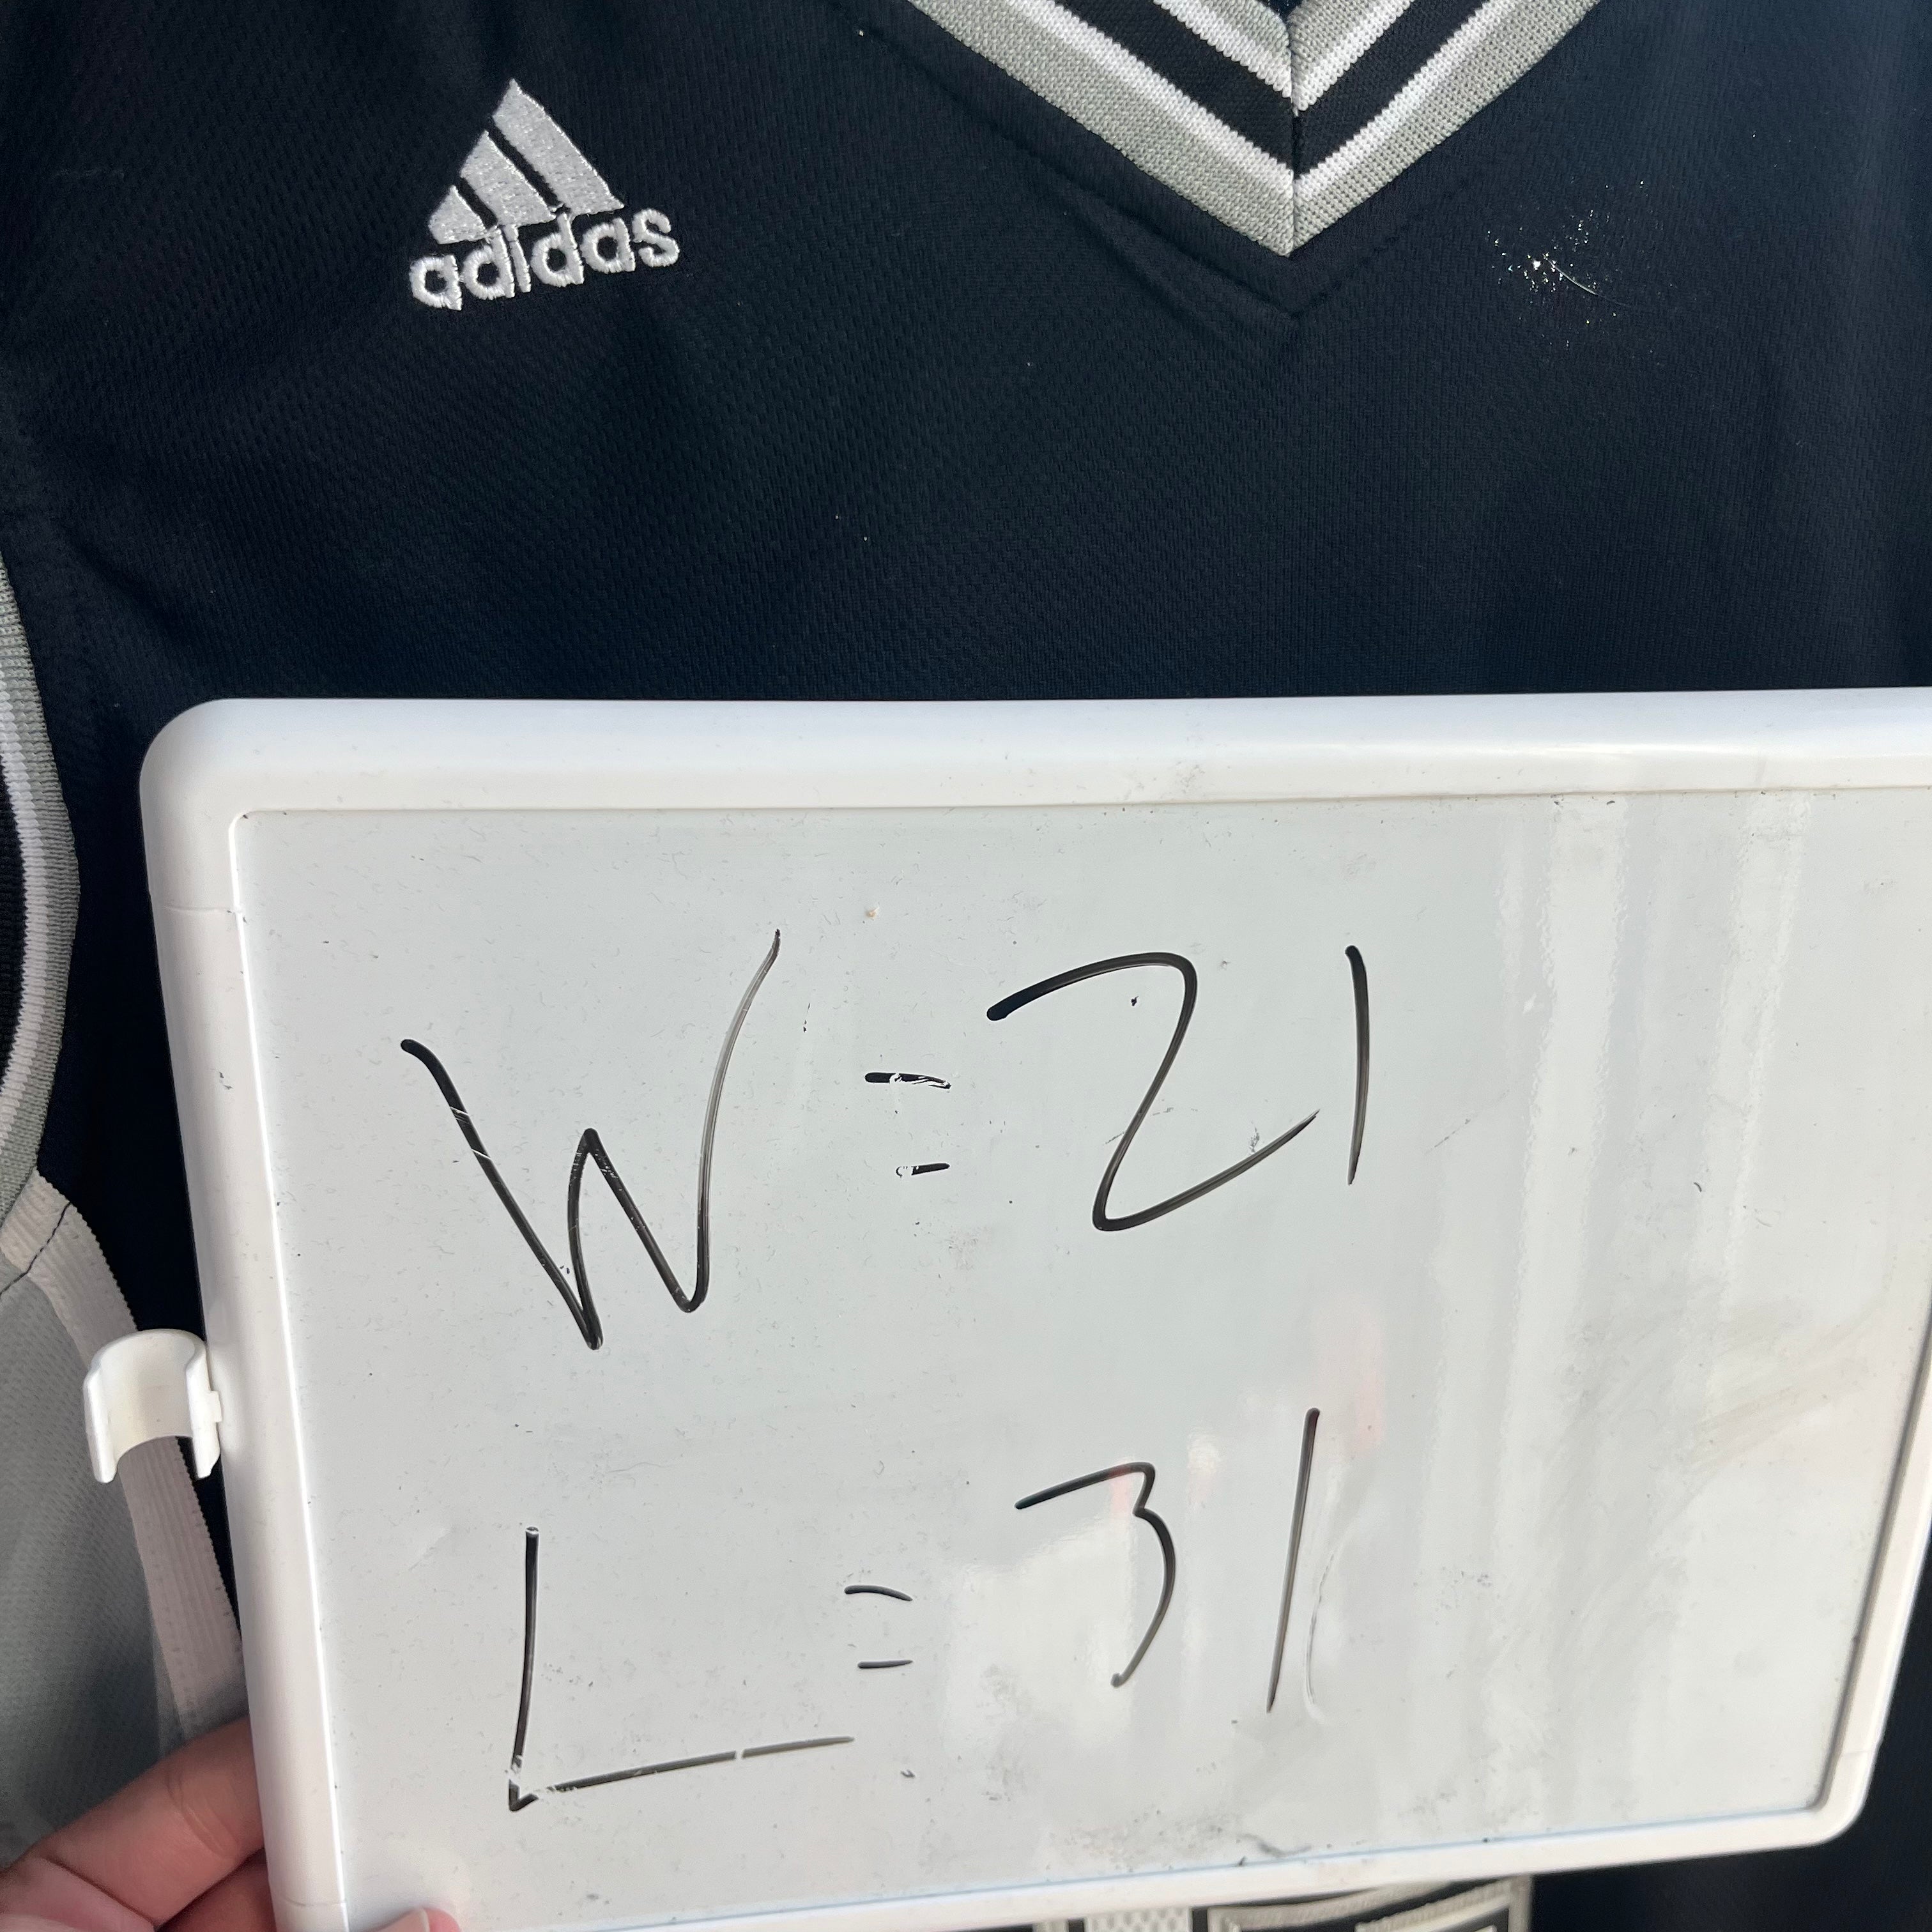 adidas
W = 21
L = 31